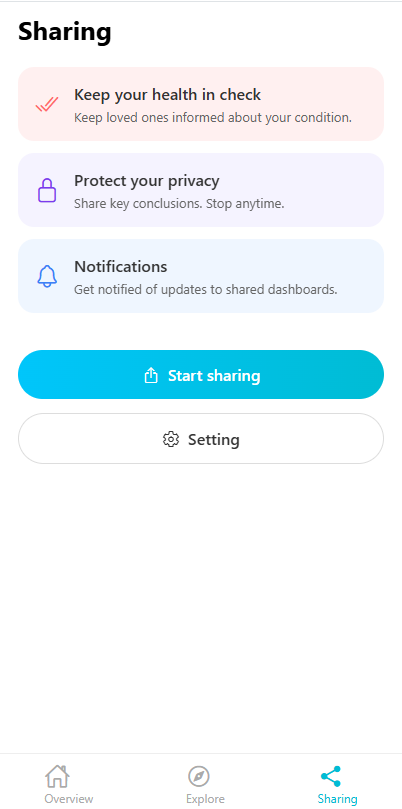 Sharing
Keep your health in check
Keep loved ones informed about your condition.
Protect your privacy
Share key conclusions. Stop anytime.
Notifications
Get notified of updates to shared dashboards.
Start sharing
Setting
Overview
Explore
Sharing